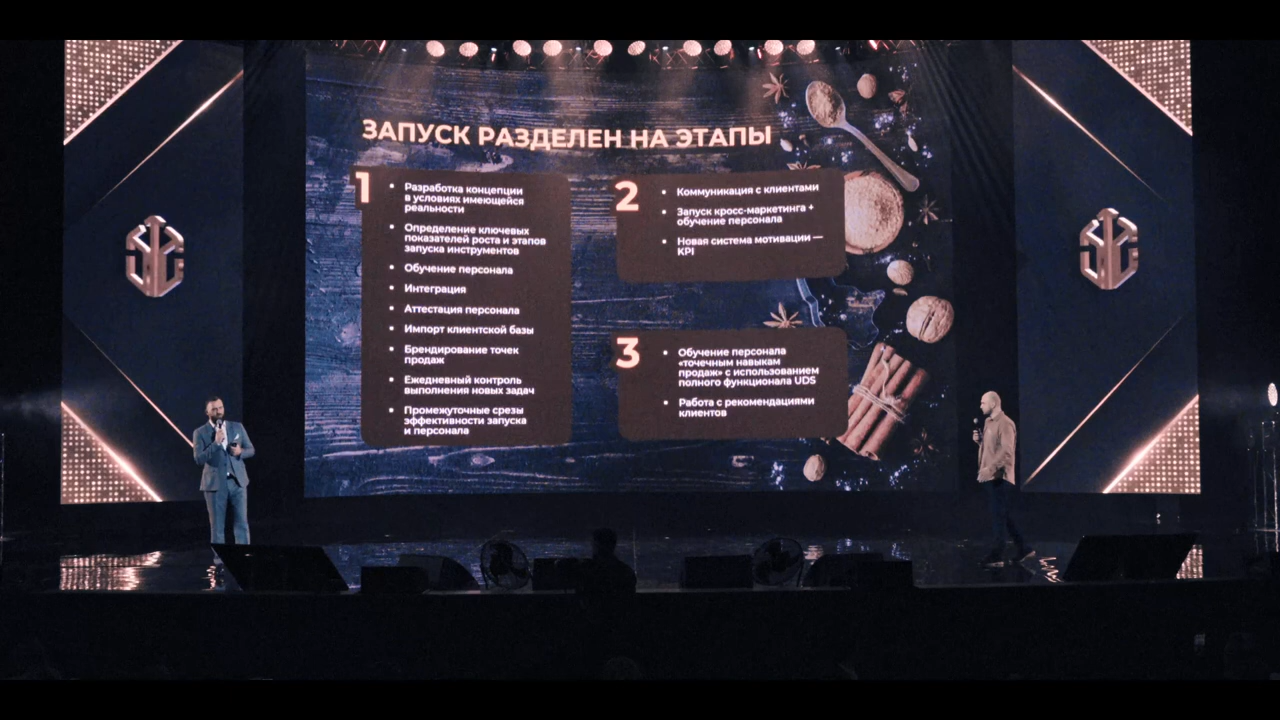 ЗАПУСК РАЗДЕЛЕН НА ЭТАПЫ
1
• Разработка концепции
в условиях имеющейся
реальности
• Определение ключевых
показателей роста и этапов
запуска инструментов
• Обучение персонала
• Интеграция
• Аттестация персонала
• Импорт клиентской базы
• Брендирование точек
продаж
• Ежедневный контроль
выполнения новых задач
• Промежуточные срезы
эффективности запуска
и персонала
2
• Коммуникация с клиентами
• Запуск кросс-маркетинга +
обучение персонала
• Новая система мотивации —
KPI
3
• Обучение персонала
«точечным навыкам
продаж» с использованием
полного функционала UDS
• Работа с рекомендациями
клиентов